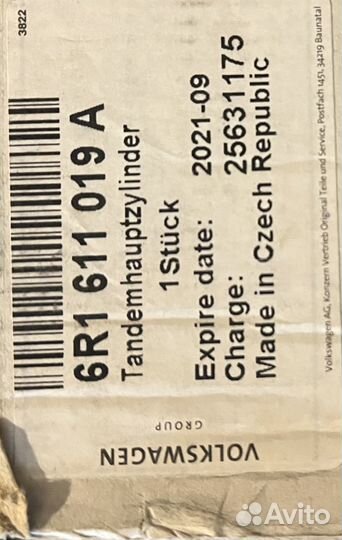 3822
6R1 611 019 A
Tandemhauptzylinder
1Stück
Expire date: 2021-09
Charge: 25631175
Made in Czech Republic
Volkswagen AG, Konzern Vertrieb Original Teile und Service, Postfach 1451, 34219 Baunatal
VOLKSWAGEN
GROUP
Avito